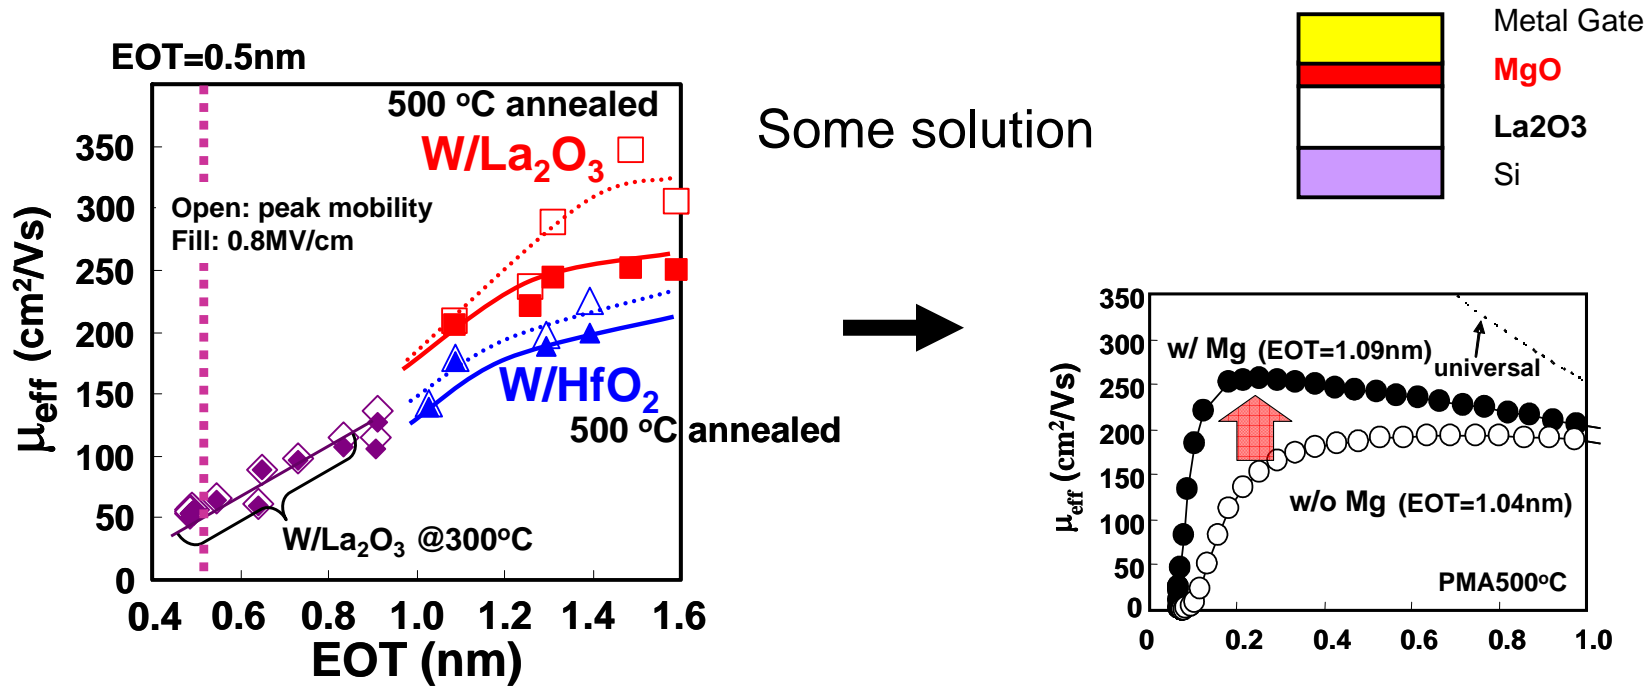 EOT=0.5nm
500 °C annealed
W/La₂O₃
Open: peak mobility
Fill: 0.8MV/cm
W/HfO₂
500 °C annealed
W/La₂O₃ @300°C
μeff (cm²/Vs)
350
300
250
200
150
100
50
0
0.4 0.6 0.8 1.0 1.2 1.4 1.6
EOT (nm)
Some solution
Metal Gate
MgO
La2O3
Si
μeff (cm²/Vs)
350
300
250
200
150
100
50
0
w/ Mg (EOT=1.09nm)
universal
w/o Mg (EOT=1.04nm)
PMA500°C
0 0.2 0.4 0.6 0.8 1.0